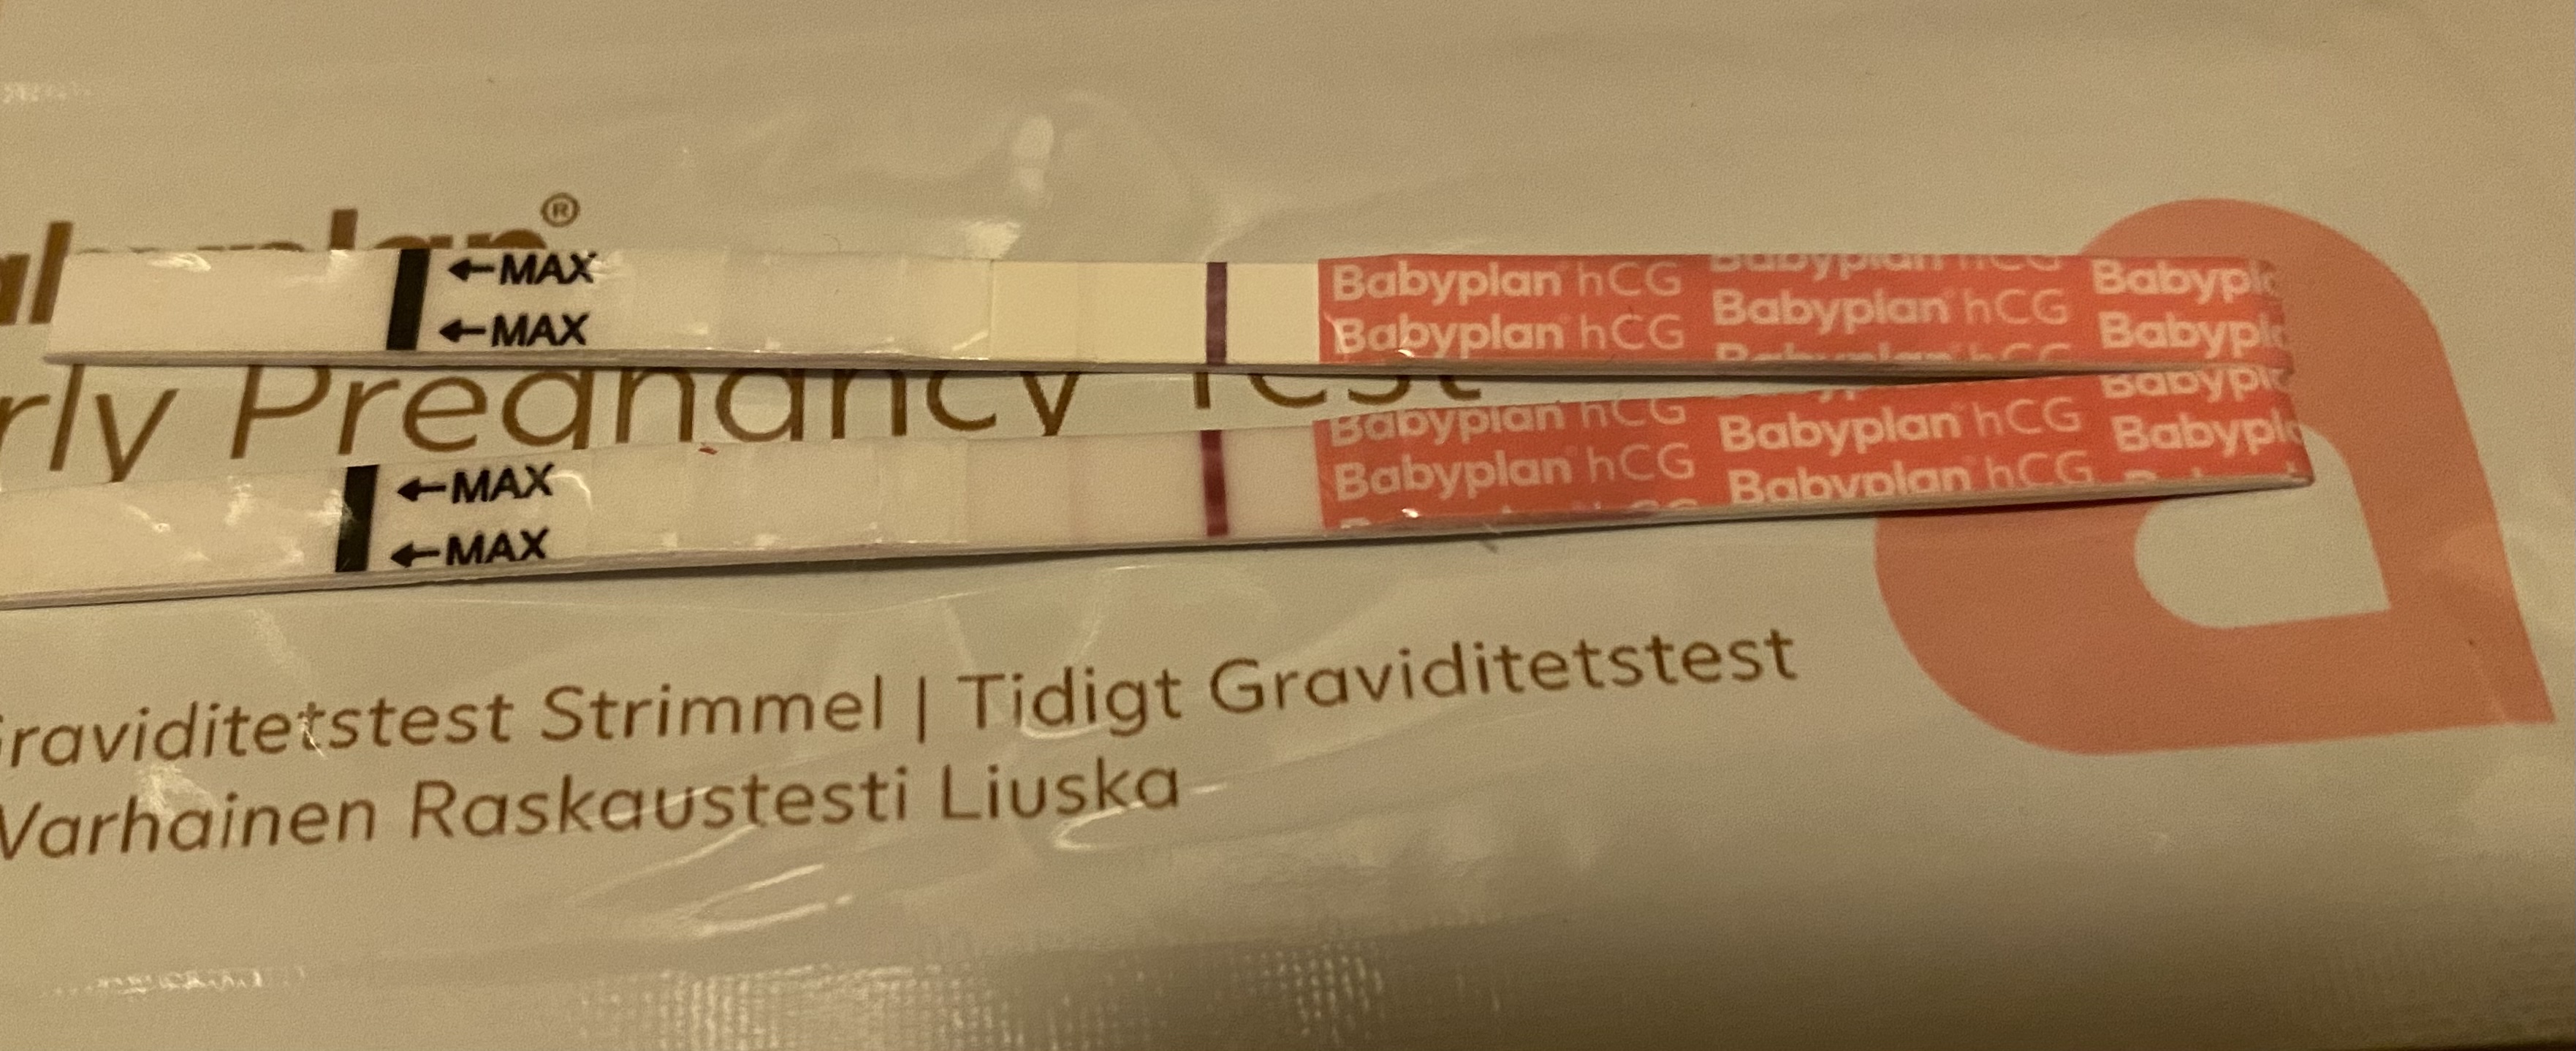 ®
←MAX
←MAX
Babyplan hCG Babyplan hCG
Babyplan hCG Babyplan hCG
Babyplan hCG
Pregnancy Test
Babyplan hCG
Babyplan hCG Babyplan hCG
Babyplan hCG Babyplan hCG
←MAX
←MAX
Graviditetstest Strimmel | Tidigt Graviditetstest
Varhainen Raskaustesti Liuska